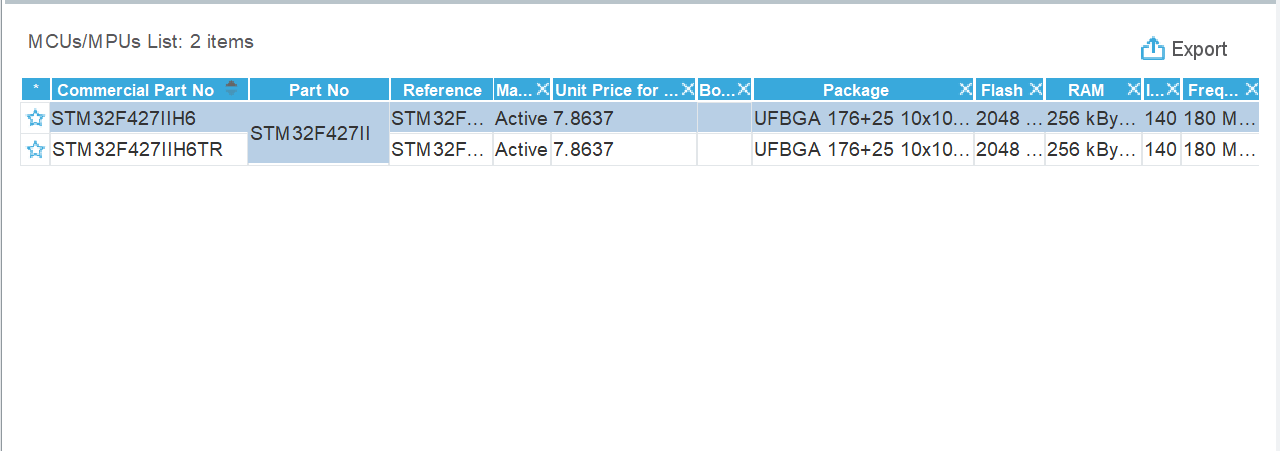 MCUs/MPUs List: 2 items
Export
* Commercial Part No Part No Reference Ma... Unit Price for ... Bo... Package Flash RAM I... Freq...
STM32F427IIH6 STM32F427II STM32F... Active 7.8637 UFBGA 176+25 10x10... 2048 ... 256 kBy... 140 180 M...
STM32F427IIH6TR STM32F... Active 7.8637 UFBGA 176+25 10x10... 2048 ... 256 kBy... 140 180 M...